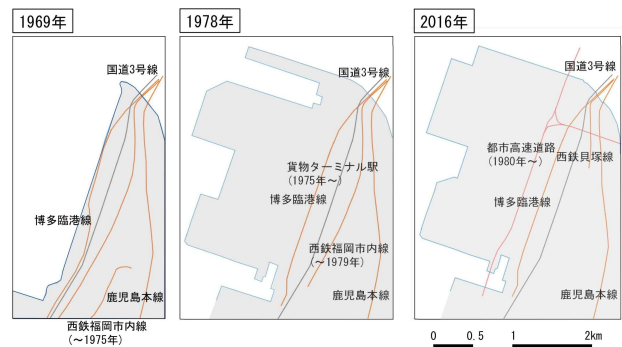 1969年
国道3号線
博多臨港線
鹿児島本線
西鉄福岡市内線
(～1975年)
1978年
国道3号線
貨物ターミナル駅
(1975年～)
博多臨港線
西鉄福岡市内線
(～1979年)
鹿児島本線
2016年
国道3号線
都市高速道路
(1980年～)
西鉄貝塚線
博多臨港線
鹿児島本線
0 0.5 1 2km